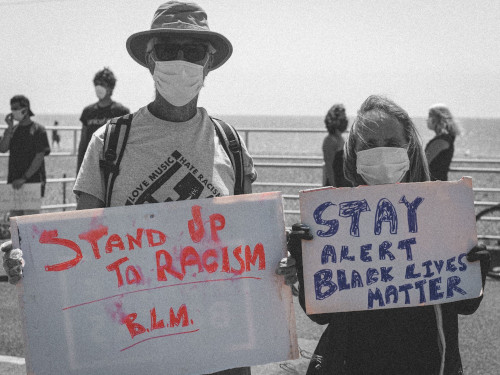 LOVE MUSIC
HATE RACISM
STAND UP
TO RACISM
B.L.M.
STAY
ALERT
BLACK LIVES
MATTER